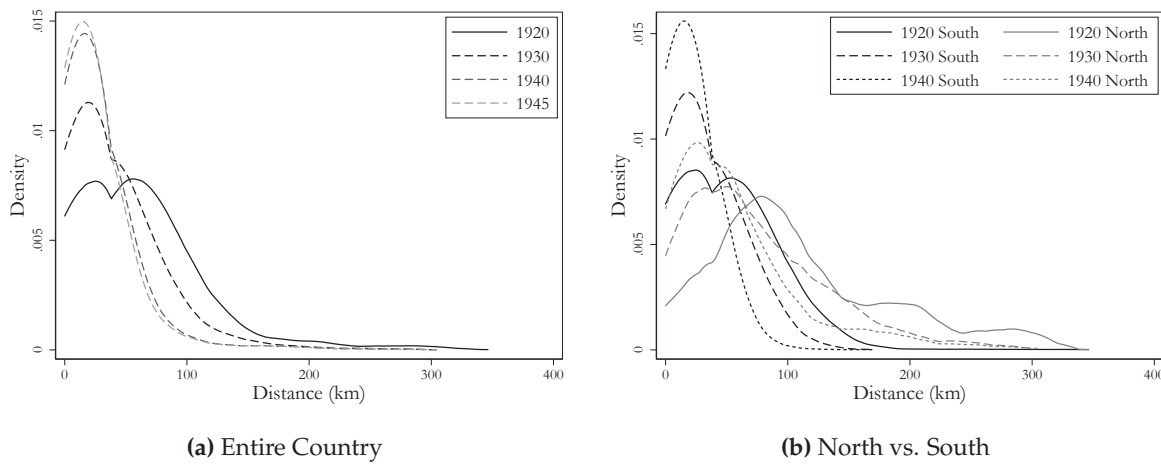 .015
.01
.005
0
Density
0
100
200
300
400
Distance (km)
1920
1930
1940
1945
(a) Entire Country
.015
.01
.005
0
Density
0
100
200
300
400
Distance (km)
1920 South
1920 North
1930 South
1930 North
1940 South
1940 North
(b) North vs. South